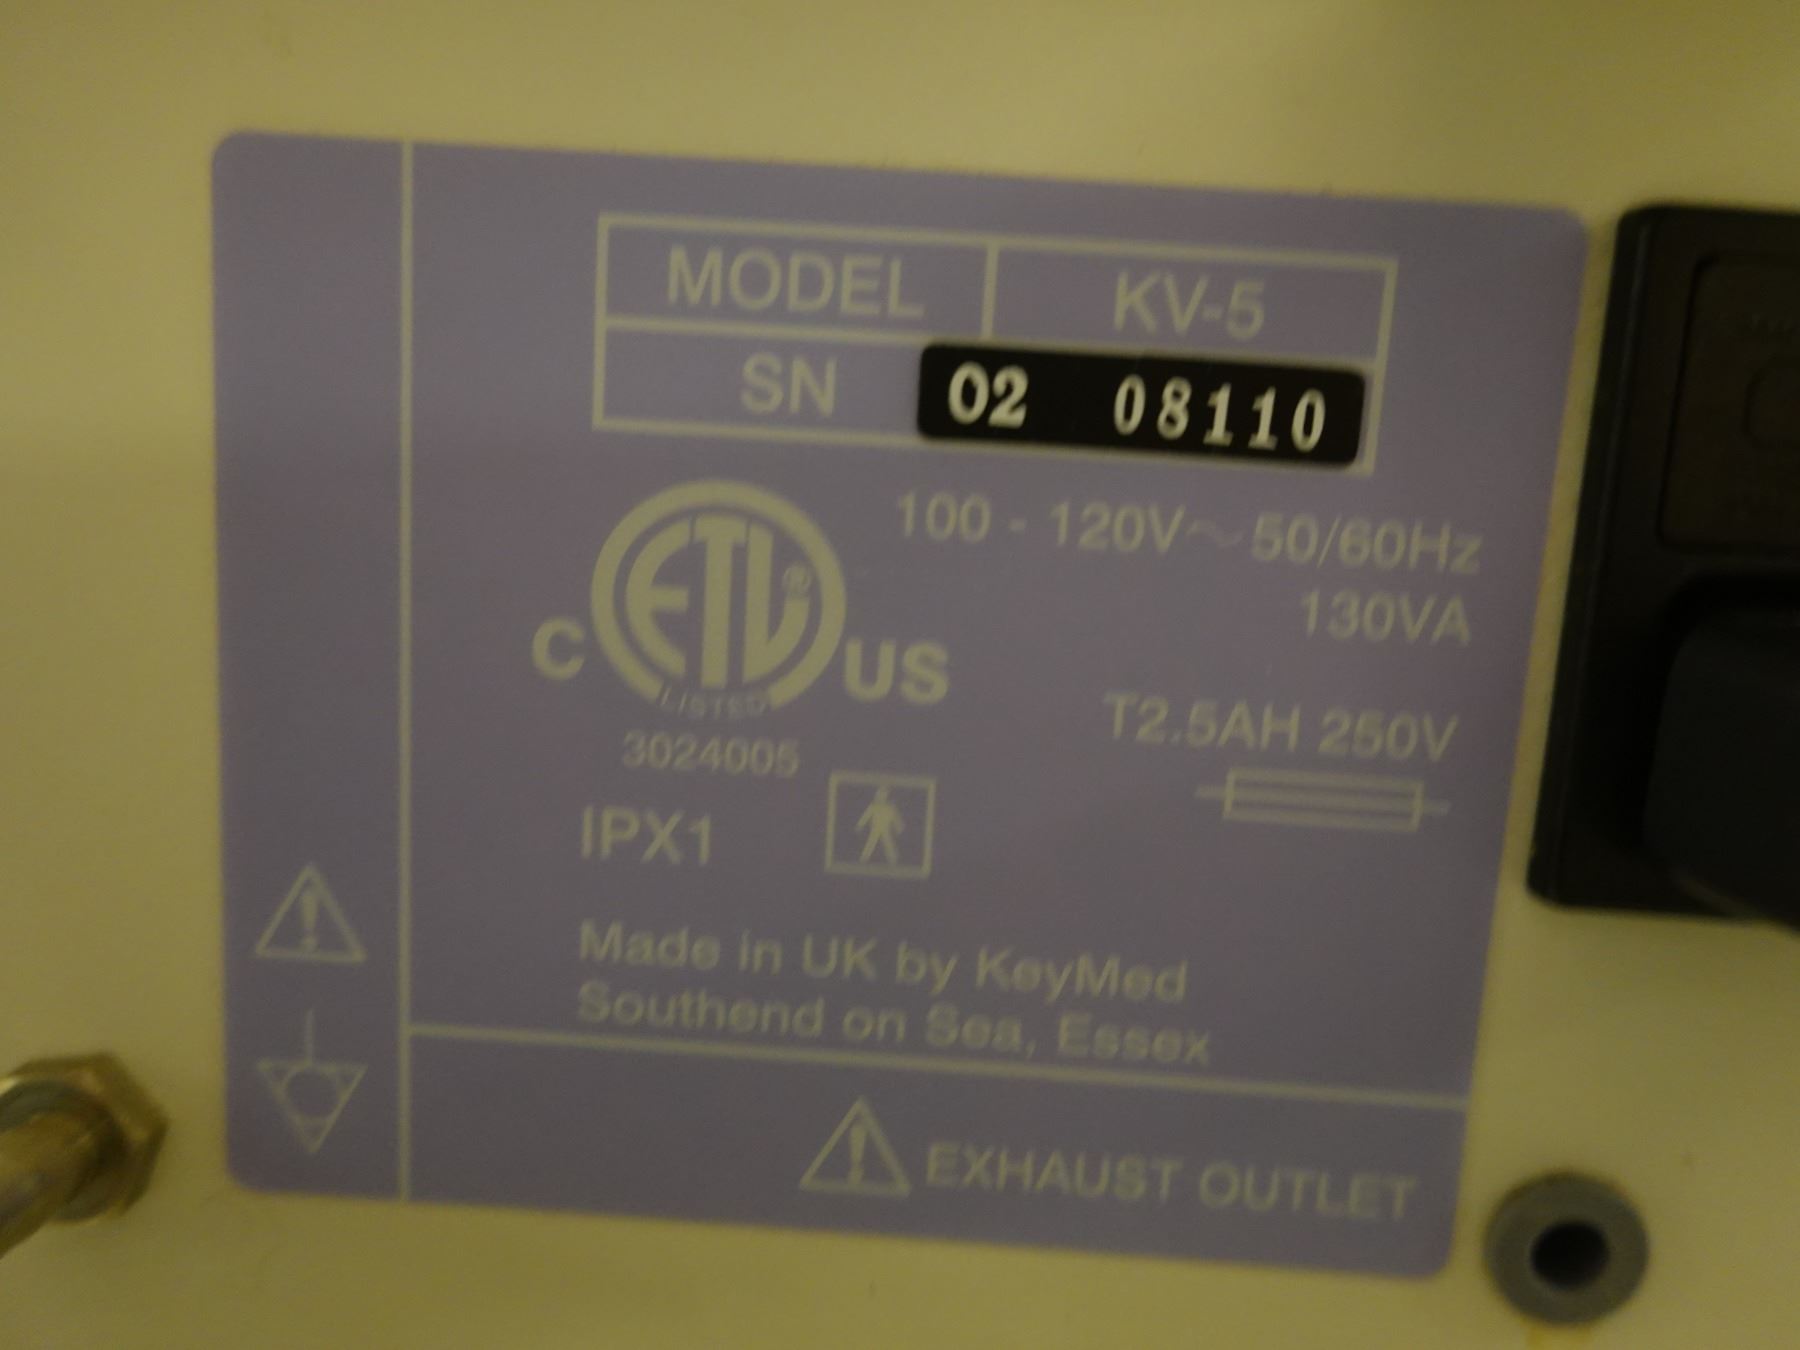 MODEL KV-5
SN 02 08110
100 - 120V~50/60Hz
130VA
ETL®
C US
LISTED
3024005
T2.5AH 250V
IPX1
Made in UK by KeyMed
Southend on Sea, Essex
EXHAUST OUTLET